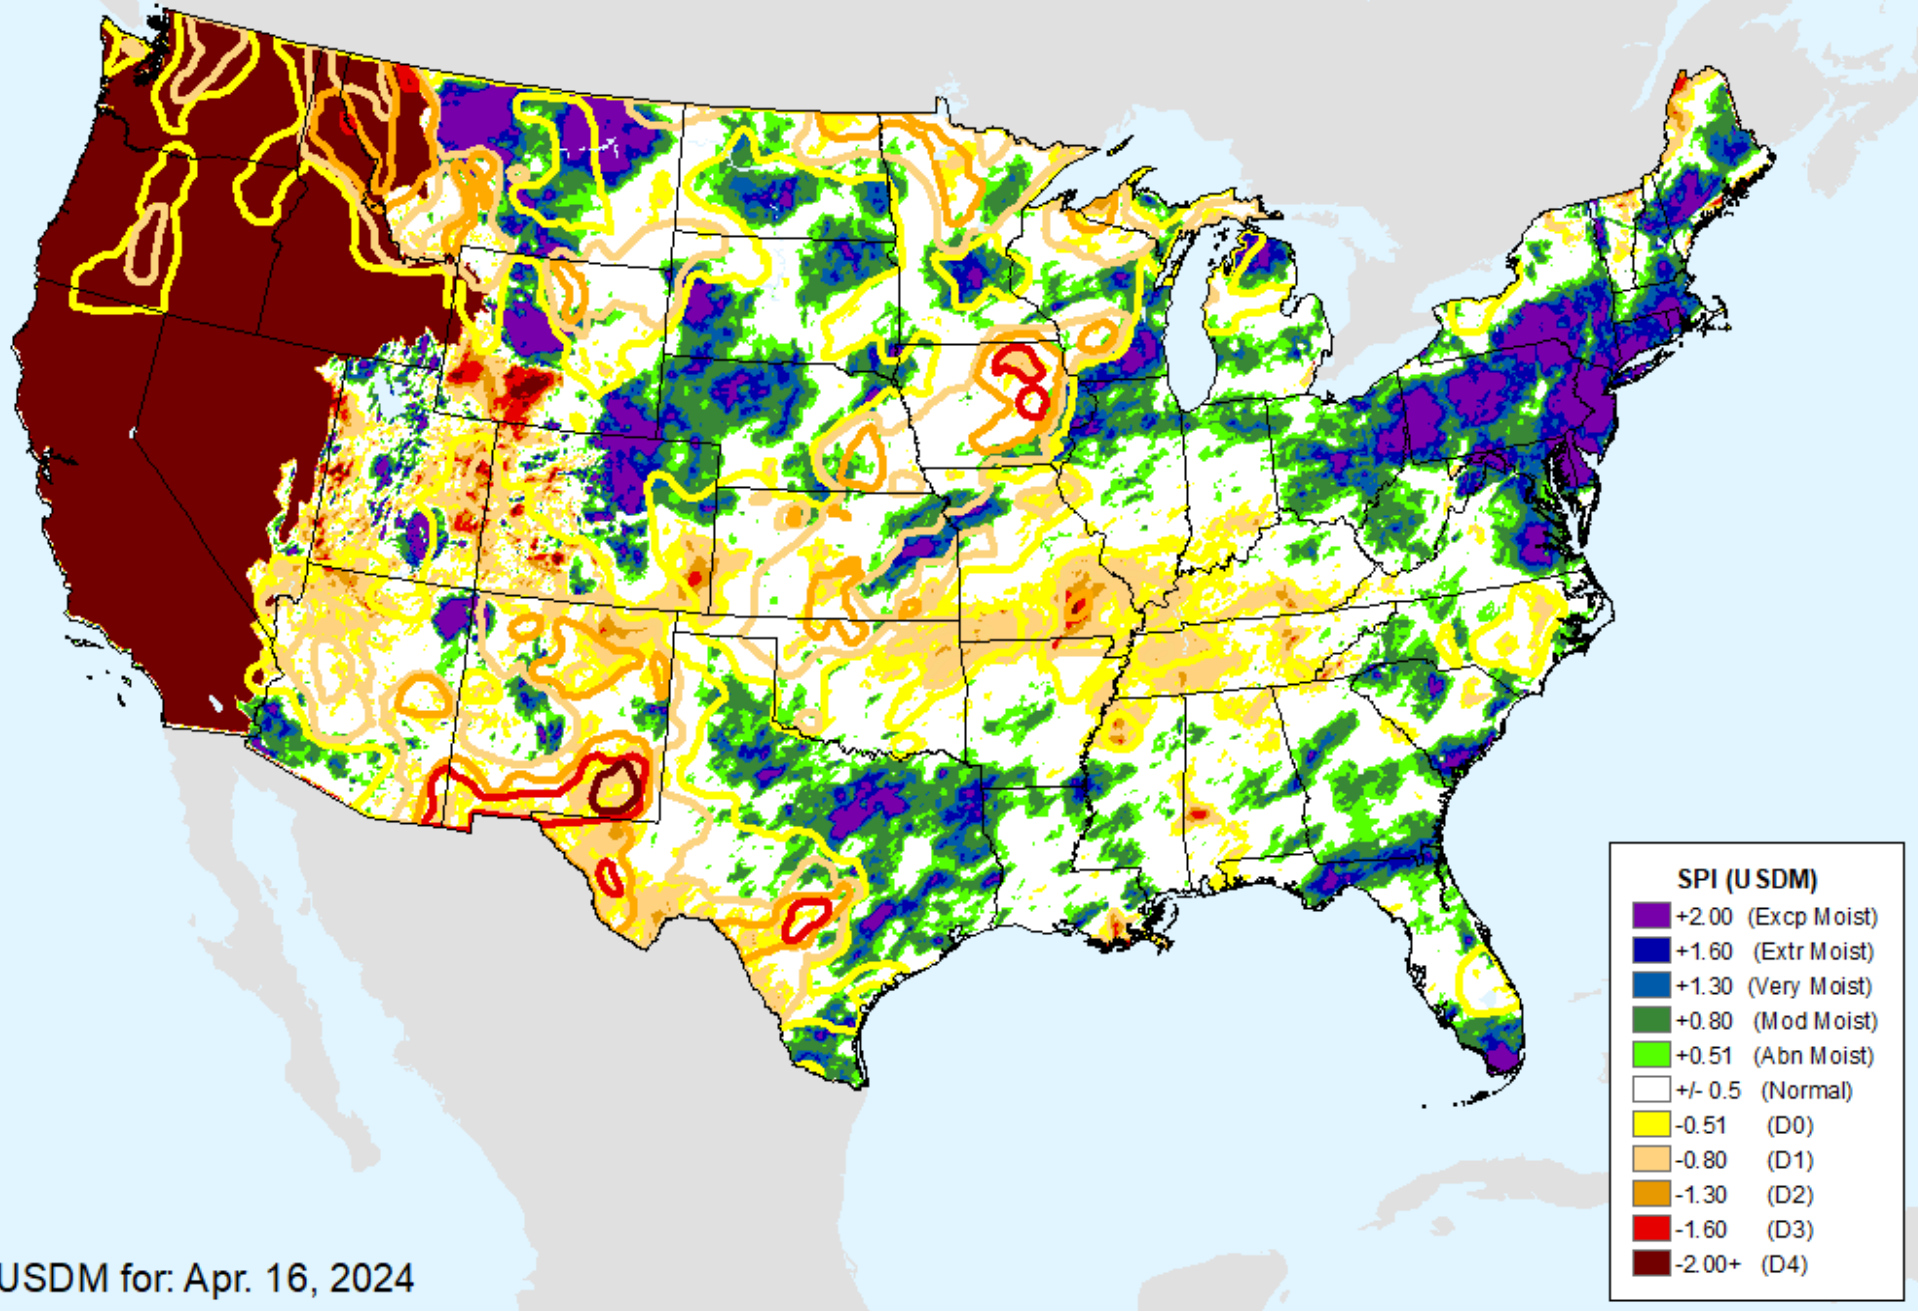 SPI (USDM)
+2.00 (Excp Moist)
+1.60 (Extr Moist)
+1.30 (Very Moist)
+0.80 (Mod Moist)
+0.51 (Abn Moist)
+/- 0.5 (Normal)
-0.51 (D0)
-0.80 (D1)
-1.30 (D2)
-1.60 (D3)
-2.00+ (D4)
USDM for: Apr. 16, 2024